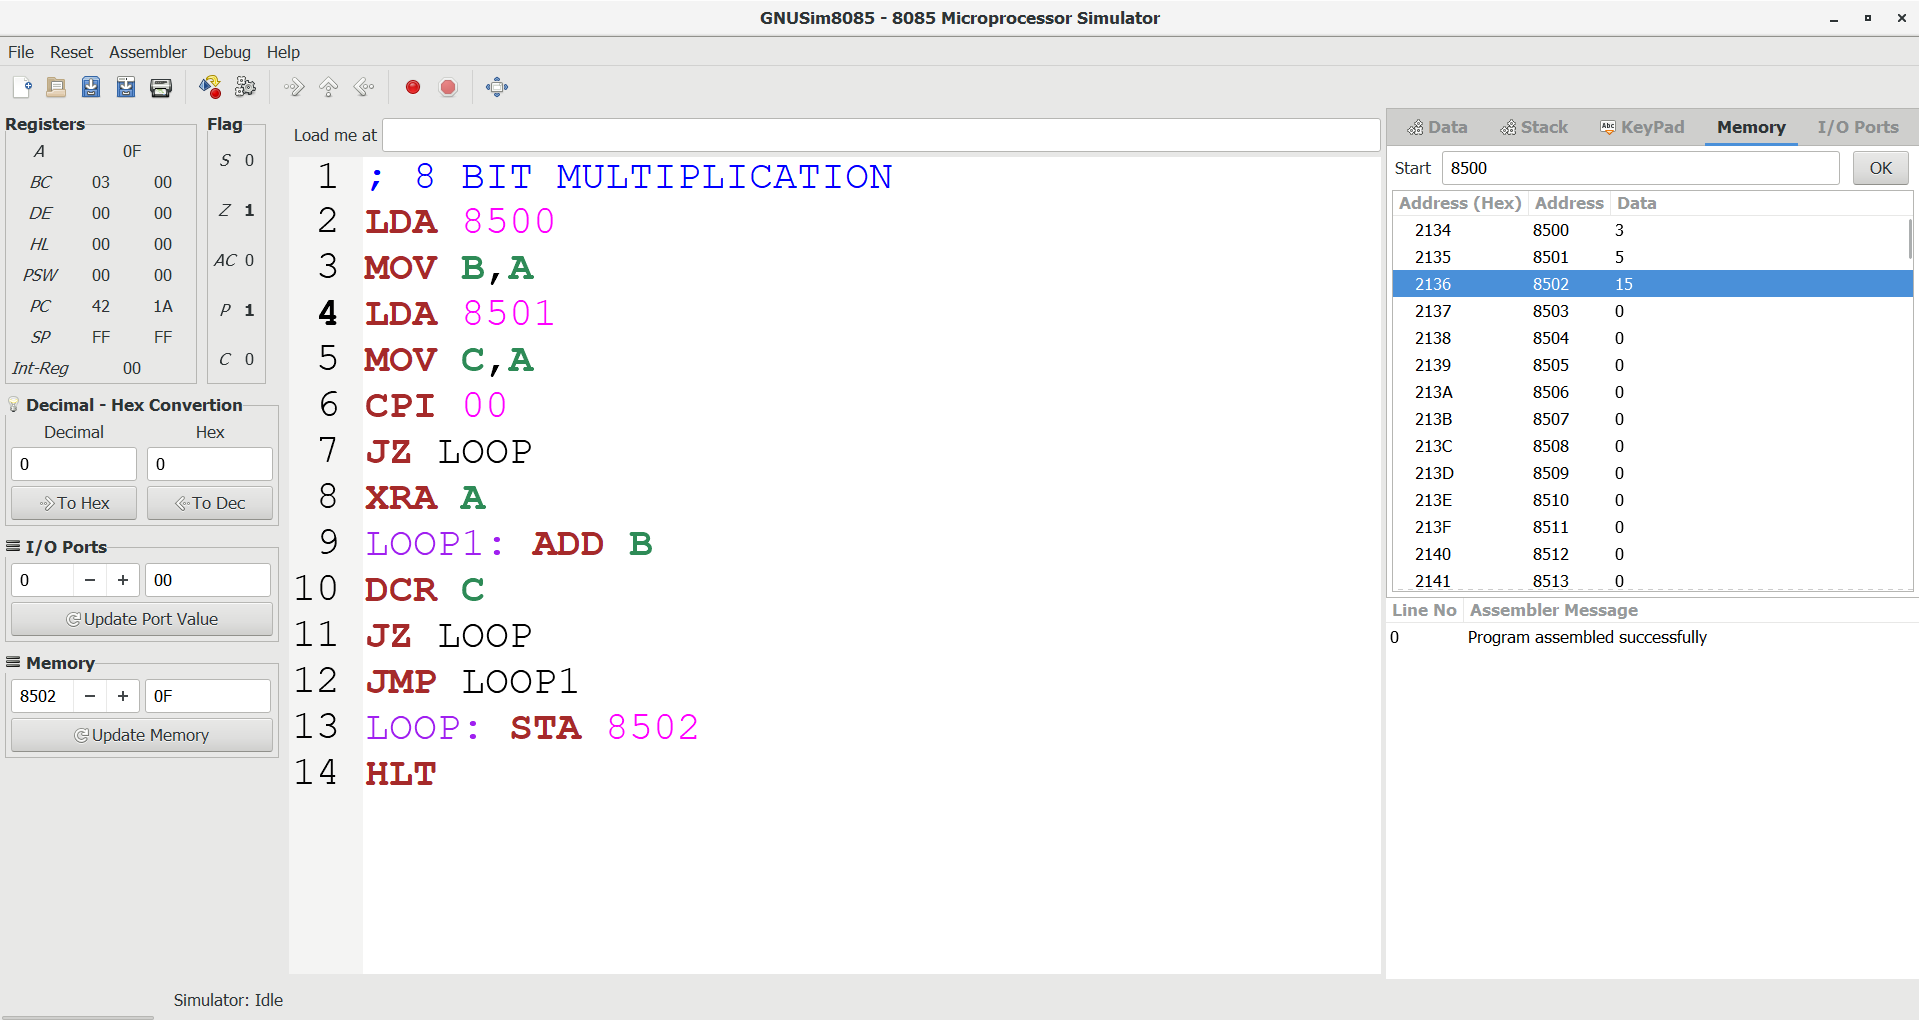 GNUSim8085 - 8085 Microprocessor Simulator
File Reset Assembler Debug Help
Registers
A 0F
BC 03 00
DE 00 00
HL 00 00
PSW 00 00
PC 42 1A
SP FF FF
Int-Reg 00
Flag
S 0
Z 1
AC 0
P 1
C 0
Decimal - Hex Convertion
Decimal Hex
0 0
To Hex To Dec
I/O Ports
0 − + 00
Update Port Value
Memory
8502 − + 0F
Update Memory
Load me at
1 ; 8 BIT MULTIPLICATION
2 LDA 8500
3 MOV B,A
4 LDA 8501
5 MOV C,A
6 CPI 00
7 JZ LOOP
8 XRA A
9 LOOP1: ADD B
10 DCR C
11 JZ LOOP
12 JMP LOOP1
13 LOOP: STA 8502
14 HLT
Data Stack Abc KeyPad Memory I/O Ports
Start 8500 OK
Address (Hex) Address Data
2134 8500 3
2135 8501 5
2136 8502 15
2137 8503 0
2138 8504 0
2139 8505 0
213A 8506 0
213B 8507 0
213C 8508 0
213D 8509 0
213E 8510 0
213F 8511 0
2140 8512 0
2141 8513 0
Line No Assembler Message
0 Program assembled successfully
Simulator: Idle